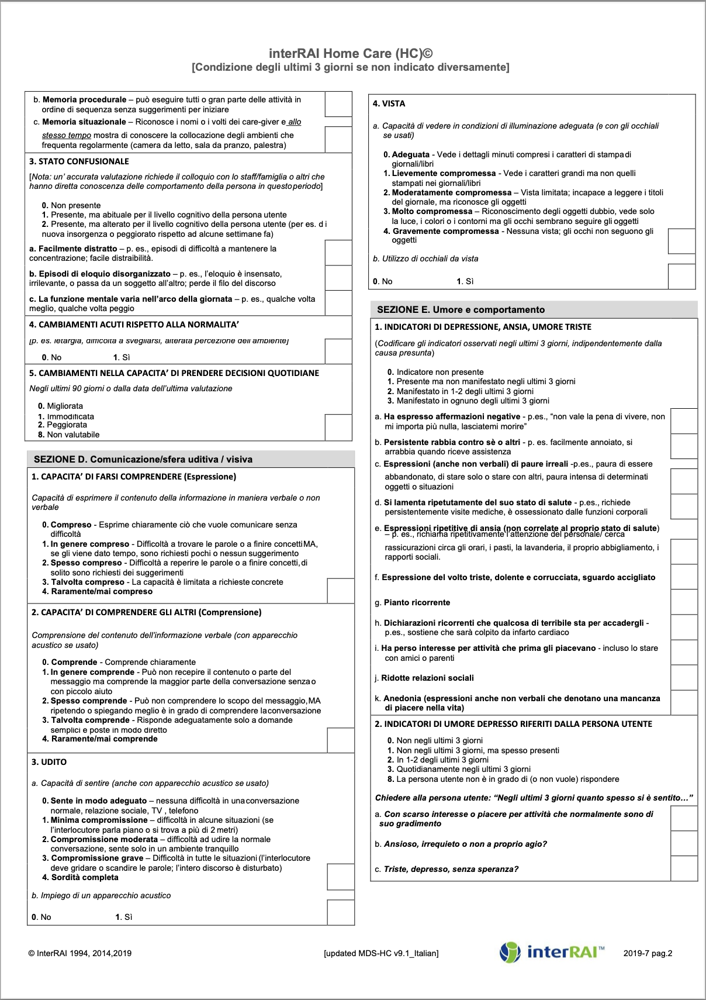 interRAI Home Care (HC)©
[Condizione degli ultimi 3 giorni se non indicato diversamente]
b. Memoria procedurale – può eseguire tutti o gran parte delle attività in
ordine di sequenza senza suggerimenti per iniziare
c. Memoria situazionale – Riconosce i nomi o i volti dei care-giver e allo
stesso tempo mostra di conoscere la collocazione degli ambienti che
frequenta regolarmente (camera da letto, sala da pranzo, palestra)
3. STATO CONFUSIONALE
[Nota: un’ accurata valutazione richiede il colloquio con lo staff/famiglia o altri che
hanno diretta conoscenza delle comportamento della persona in questo periodo]
0. Non presente
1. Presente, ma abituale per il livello cognitivo della persona utente
2. Presente, ma alterato per il livello cognitivo della persona utente (per es. d i
nuova insorgenza o peggiorato rispetto ad alcune settimane fa)
a. Facilmente distratto – p. es., episodi di difficoltà a mantenere la
concentrazione; facile distraibilità.
b. Episodi di eloquio disorganizzato – p. es., l’eloquio è insensato,
irrilevante, o passa da un soggetto all’altro; perde il filo del discorso
c. La funzione mentale varia nell’arco della giornata – p. es., qualche volta
meglio, qualche volta peggio
4. CAMBIAMENTI ACUTI RISPETTO ALLA NORMALITA’
[p. es. letargia, difficoltà a svegliarsi, alterata percezione dell’ambiente]
0. No 1. Sì
5. CAMBIAMENTI NELLA CAPACITA’ DI PRENDERE DECISIONI QUOTIDIANE
Negli ultimi 90 giorni o dalla data dell’ultima valutazione
0. Migliorata
1. Immodificata
2. Peggiorata
8. Non valutabile
SEZIONE D. Comunicazione/sfera uditiva / visiva
1. CAPACITA’ DI FARSI COMPRENDERE (Espressione)
Capacità di esprimere il contenuto della informazione in maniera verbale o non
verbale
0. Compreso - Esprime chiaramente ciò che vuole comunicare senza
difficoltà
1. In genere compreso - Difficoltà a trovare le parole o a finire concetti MA,
se gli viene dato tempo, sono richiesti pochi o nessun suggerimento
2. Spesso compreso - Difficoltà a reperire le parole o a finire concetti, di
solito sono richiesti dei suggerimenti
3. Talvolta compreso - La capacità è limitata a richieste concrete
4. Raramente/mai compreso
2. CAPACITA’ DI COMPRENDERE GLI ALTRI (Comprensione)
Comprensione del contenuto dell’informazione verbale (con apparecchio
acustico se usato)
0. Comprende - Comprende chiaramente
1. In genere comprende - Può non recepire il contenuto o parte del
messaggio ma comprende la maggior parte della conversazione senza o
con piccolo aiuto
2. Spesso comprende - Può non comprendere lo scopo del messaggio, MA
ripetendo o spiegando meglio è in grado di comprendere la conversazione
3. Talvolta comprende - Risponde adeguatamente solo a domande
semplici e poste in modo diretto
4. Raramente/mai comprende
3. UDITO
a. Capacità di sentire (anche con apparecchio acustico se usato)
0. Sente in modo adeguato – nessuna difficoltà in una conversazione
normale, relazione sociale, TV , telefono
1. Minima compromissione – difficoltà in alcune situazioni (se
l’interlocutore parla piano o si trova a più di 2 metri)
2. Compromissione moderata – difficoltà ad udire la normale
conversazione, sente solo in un ambiente tranquillo
3. Compromissione grave – Difficoltà in tutte le situazioni (l’interlocutore
deve gridare o scandire le parole; l’intero discorso è disturbato)
4. Sordità completa
b. Impiego di un apparecchio acustico
0. No 1. Sì
4. VISTA
a. Capacità di vedere in condizioni di illuminazione adeguata (e con gli occhiali
se usati)
0. Adeguata - Vede i dettagli minuti compresi i caratteri di stampa di
giornali/libri
1. Lievemente compromessa - Vede i caratteri grandi ma non quelli
stampati nei giornali/libri
2. Moderatamente compromessa – Vista limitata; incapace a leggere i titoli
del giornale, ma riconosce gli oggetti
3. Molto compromessa – Riconoscimento degli oggetti dubbio, vede solo
la luce, i colori o i contorni ma gli occhi sembrano seguire gli oggetti
4. Gravemente compromessa - Nessuna vista; gli occhi non seguono gli
oggetti
b. Utilizzo di occhiali da vista
0. No 1. Sì
SEZIONE E. Umore e comportamento
1. INDICATORI DI DEPRESSIONE, ANSIA, UMORE TRISTE
(Codificare gli indicatori osservati negli ultimi 3 giorni, indipendentemente dalla
causa presunta)
0. Indicatore non presente
1. Presente ma non manifestato negli ultimi 3 giorni
2. Manifestato in 1-2 degli ultimi 3 giorni
3. Manifestato in ognuno degli ultimi 3 giorni
a. Ha espresso affermazioni negative - p.es., “non vale la pena di vivere, non
mi importa più nulla, lasciatemi morire”
b. Persistente rabbia contro sè o altri - p. es. facilmente annoiato, si
arrabbia quando riceve assistenza
c. Espressioni (anche non verbali) di paure irreali -p.es., paura di essere
abbandonato, di stare solo o stare con altri, paura intensa di determinati
oggetti o situazioni
d. Si lamenta ripetutamente del suo stato di salute - p.es., richiede
persistentemente visite mediche, è ossessionato dalle funzioni corporali
e. Espressioni ripetitive di ansia (non correlate al proprio stato di salute)
– p. es., richiama ripetitivamente l’attenzione del personale/ cerca
rassicurazioni circa gli orari, i pasti, la lavanderia, il proprio abbigliamento, i
rapporti sociali.
f. Espressione del volto triste, dolente e corrucciata, sguardo accigliato
g. Pianto ricorrente
h. Dichiarazioni ricorrenti che qualcosa di terribile sta per accadergli -
p.es., sostiene che sarà colpito da infarto cardiaco
i. Ha perso interesse per attività che prima gli piacevano - incluso lo stare
con amici o parenti
j. Ridotte relazioni sociali
k. Anedonia (espressioni anche non verbali che denotano una mancanza
di piacere nella vita)
2. INDICATORI DI UMORE DEPRESSO RIFERITI DALLA PERSONA UTENTE
0. Non negli ultimi 3 giorni
1. Non negli ultimi 3 giorni, ma spesso presenti
2. In 1-2 degli ultimi 3 giorni
3. Quotidianamente negli ultimi 3 giorni
8. La persona utente non è in grado di (o non vuole) rispondere
Chiedere alla persona utente: “Negli ultimi 3 giorni quanto spesso si è sentito…”
a. Con scarso interesse o piacere per attività che normalmente sono di
suo gradimento
b. Ansioso, irrequieto o non a proprio agio?
c. Triste, depresso, senza speranza?
© InterRAI 1994, 2014,2019 [updated MDS-HC v9.1_Italian] interRAI™ 2019-7 pag.2